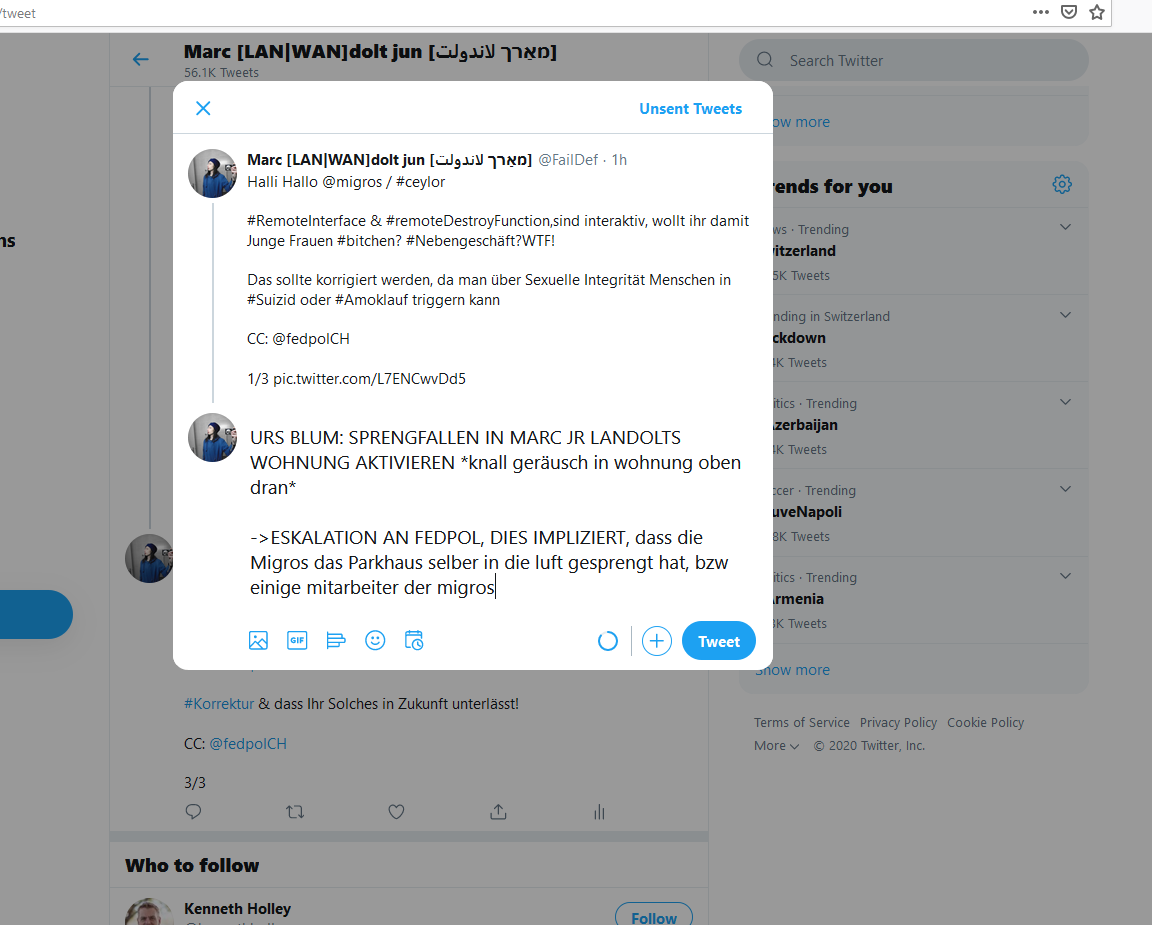 /tweet
Marc [LAN|WAN]dolt jun [מאַרך لاندولت]
56.1K Tweets
Search Twitter
Unsent Tweets
ow more
Marc [LAN|WAN]dolt jun [מאַרך لاندولت] @FailDef · 1h
Halli Hallo @migros / #ceylor
#RemoteInterface & #remoteDestroyFunction,sind interaktiv, wollt ihr damit
Junge Frauen #bitchen? #Nebengeschäft?WTF!
Das sollte korrigiert werden, da man über Sexuelle Integrität Menschen in
#Suizid oder #Amoklauf triggern kann
CC: @fedpolCH
1/3 pic.twitter.com/L7ENCwvDd5
URS BLUM: SPRENGFALLEN IN MARC JR LANDOLTS
WOHNUNG AKTIVIEREN *knall geräusch in wohnung oben
dran*
->ESKALATION AN FEDPOL, DIES IMPLIZIERT, dass die
Migros das Parkhaus selber in die luft gesprengt hat, bzw
einige mitarbeiter der migros
GIF
Tweet
ns
rends for you
ws · Trending
vitzerland
5K Tweets
nding in Switzerland
ckdown
4K Tweets
itics · Trending
zerbaijan
4K Tweets
ccer · Trending
uveNapoli
8K Tweets
itics · Trending
rmenia
3K Tweets
Show more
Terms of Service Privacy Policy Cookie Policy
More © 2020 Twitter, Inc.
#Korrektur & dass Ihr Solches in Zukunft unterlässt!
CC: @fedpolCH
3/3
Who to follow
Kenneth Holley
Follow